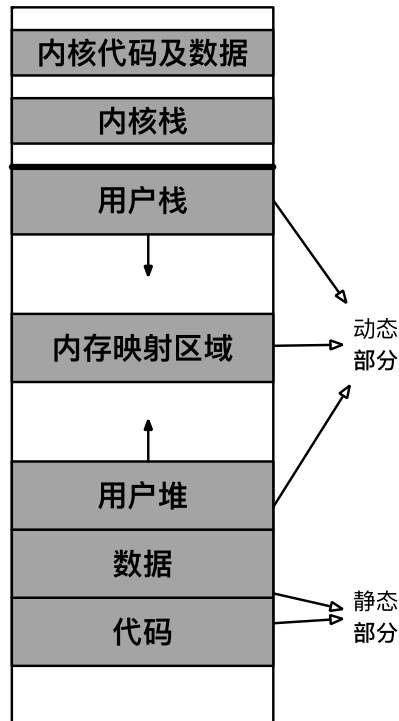 内核代码及数据
内核栈
用户栈
动态
部分
内存映射区域
用户堆
数据
静态
部分
代码